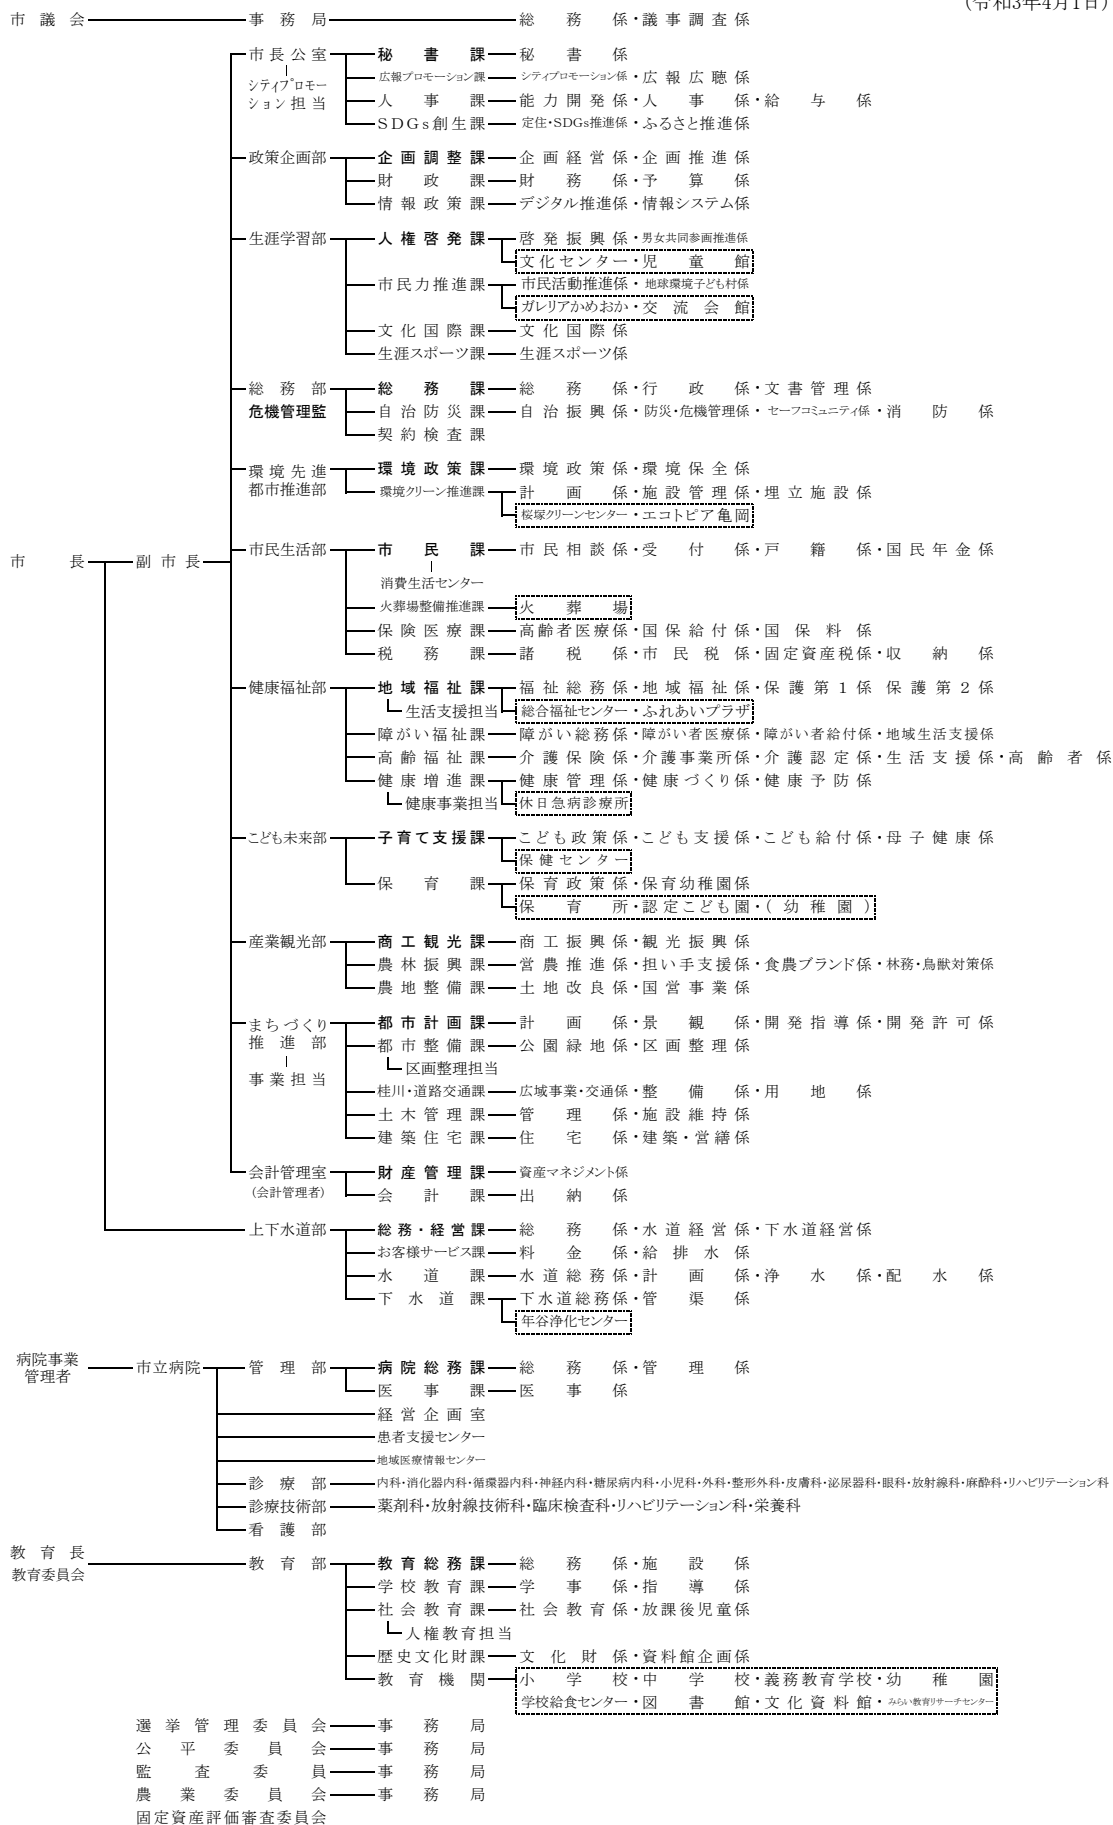 (令和3年4月1日)
市議会 事務局 総務係・議事調査係
市長公室 秘書課 秘書係
広報プロモーション課 シティプロモーション係・広報広聴係
シティプロモーション担当
人事課 能力開発係・人事係・給与係
SDGs創生課 定住・SDGs推進係・ふるさと推進係
政策企画部 企画調整課 企画経営係・企画推進係
財政課 財務係・予算係
情報政策課 デジタル推進係・情報システム係
生涯学習部 人権啓発課 啓発振興係・男女共同参画推進係
文化センター・児童館
市民力推進課 市民活動推進係・地球環境子ども村係
ガレリアかめおか・交流会館
文化国際課 文化国際係
生涯スポーツ課 生涯スポーツ係
総務部 総務課 総務係・行政係・文書管理係
危機管理監 自治防災課 自治振興係・防災・危機管理係・セーフコミュニティ係・消防係
契約検査課
環境先進都市推進部 環境政策課 環境政策係・環境保全係
環境クリーン推進課 計画係・施設管理係・埋立施設係
桜塚クリーンセンター・エコトピア亀岡
市民生活部 市民課 市民相談係・受付係・戸籍係・国民年金係
市長 副市長
消費生活センター
火葬場整備推進課 火葬場
保険医療課 高齢者医療係・国保給付係・国保料係
税務課 諸税係・市民税係・固定資産税係・収納係
健康福祉部 地域福祉課 福祉総務係・地域福祉係・保護第1係 保護第2係
生活支援担当 総合福祉センター・ふれあいプラザ
障がい福祉課 障がい総務係・障がい者医療係・障がい者給付係・地域生活支援係
高齢福祉課 介護保険係・介護事業所係・介護認定係・生活支援係・高齢者係
健康増進課 健康管理係・健康づくり係・健康予防係
健康事業担当 休日急病診療所
こども未来部 子育て支援課 こども政策係・こども支援係・こども給付係・母子健康係
保健センター
保育課 保育政策係・保育幼稚園係
保育所・認定こども園・(幼稚園)
産業観光部 商工観光課 商工振興係・観光振興係
農林振興課 営農推進係・担い手支援係・食農ブランド係・林務・鳥獣対策係
農地整備課 土地改良係・国営事業係
まちづくり推進部 都市計画課 計画係・景観係・開発指導係・開発許可係
都市整備課 公園緑地係・区画整理係
区画整理担当
事業担当
桂川・道路交通課 広域事業・交通係・整備係・用地係
土木管理課 管理係・施設維持係
建築住宅課 住宅係・建築・営繕係
会計管理室 財産管理課 資産マネジメント係
(会計管理者) 会計課 出納係
上下水道部 総務・経営課 総務係・水道経営係・下水道経営係
お客様サービス課 料金係・給排水係
水道課 水道総務係・計画係・浄水係・配水係
下水道課 下水道総務係・管渠係
年谷浄化センター
病院事業管理者 市立病院 管理部 病院総務課 総務係・管理係
医事課 医事係
経営企画室
患者支援センター
地域医療情報センター
診療部 内科・消化器内科・循環器内科・神経内科・糖尿病内科・小児科・外科・整形外科・皮膚科・泌尿器科・眼科・放射線科・麻酔科・リハビリテーション科
診療技術部 薬剤科・放射線技術科・臨床検査科・リハビリテーション科・栄養科
看護部
教育長
教育委員会 教育部 教育総務課 総務係・施設係
学校教育課 学事係・指導係
社会教育課 社会教育係・放課後児童係
人権教育担当
歴史文化財課 文化財係・資料館企画係
教育機関 小学校・中学校・義務教育学校・幼稚園
学校給食センター・図書館・文化資料館・みらい教育リサーチセンター
選挙管理委員会 事務局
公平委員会 事務局
監査委員 事務局
農業委員会 事務局
固定資産評価審査委員会